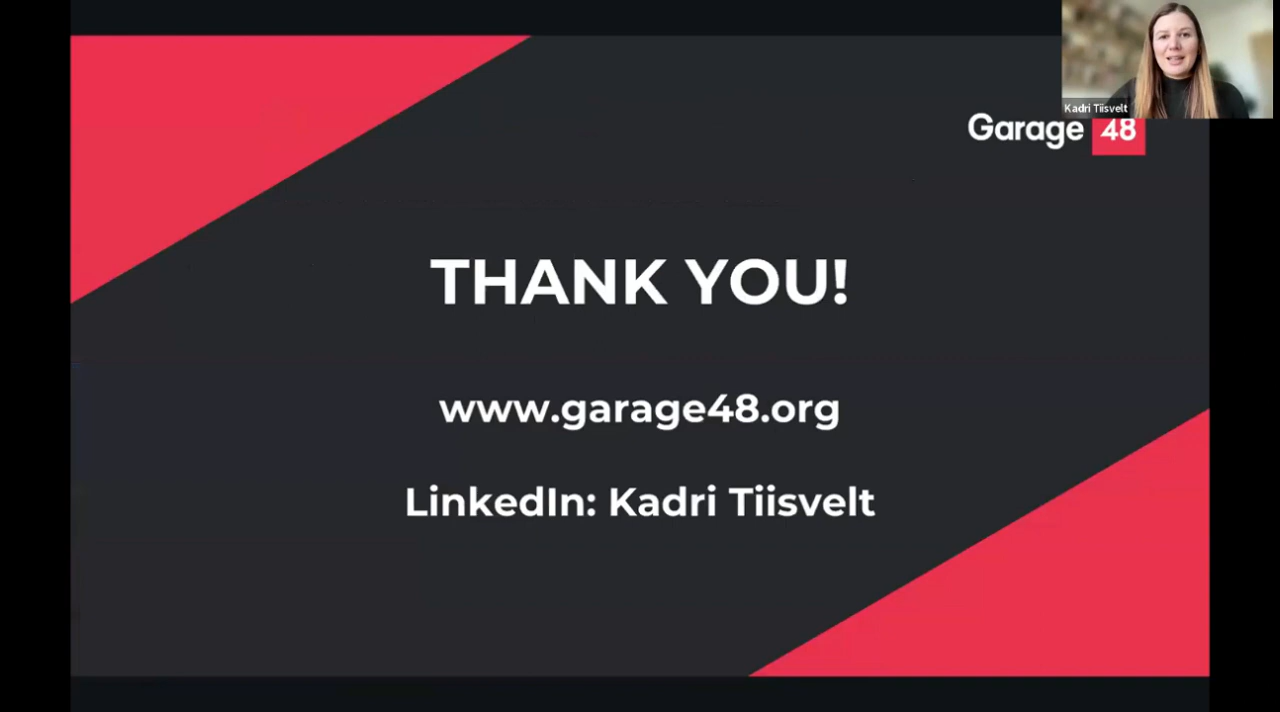 Kadri Tiisvelt
Garage 48
THANK YOU!
www.garage48.org
LinkedIn: Kadri Tiisvelt